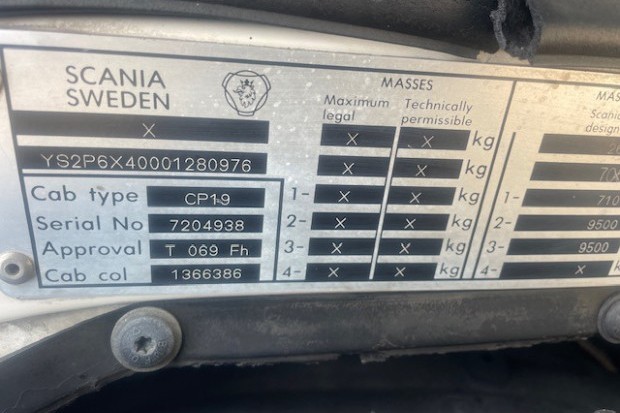 SCANIA
SWEDEN
X
YS2P6X40001280976
Cab type CP19
Serial No 7204938
Approval T 069 Fh
Cab col 1366386
MASSES
Maximum legal Technically permissible
X X kg
X X kg
1- X X kg
2- X X kg
3- X X kg
4- X X kg
1- 710
2- 9500
3- 9500
4- X